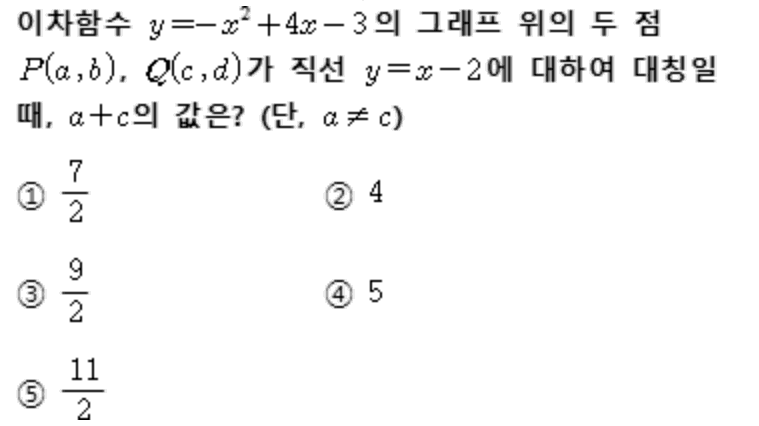 이차함수 y=-x²+4x-3의 그래프 위의 두 점
P(a,b), Q(c,d)가 직선 y=x-2에 대하여 대칭일
때, a+c의 값은? (단, a≠c)
① 7/2 ② 4
③ 9/2 ④ 5
⑤ 11/2